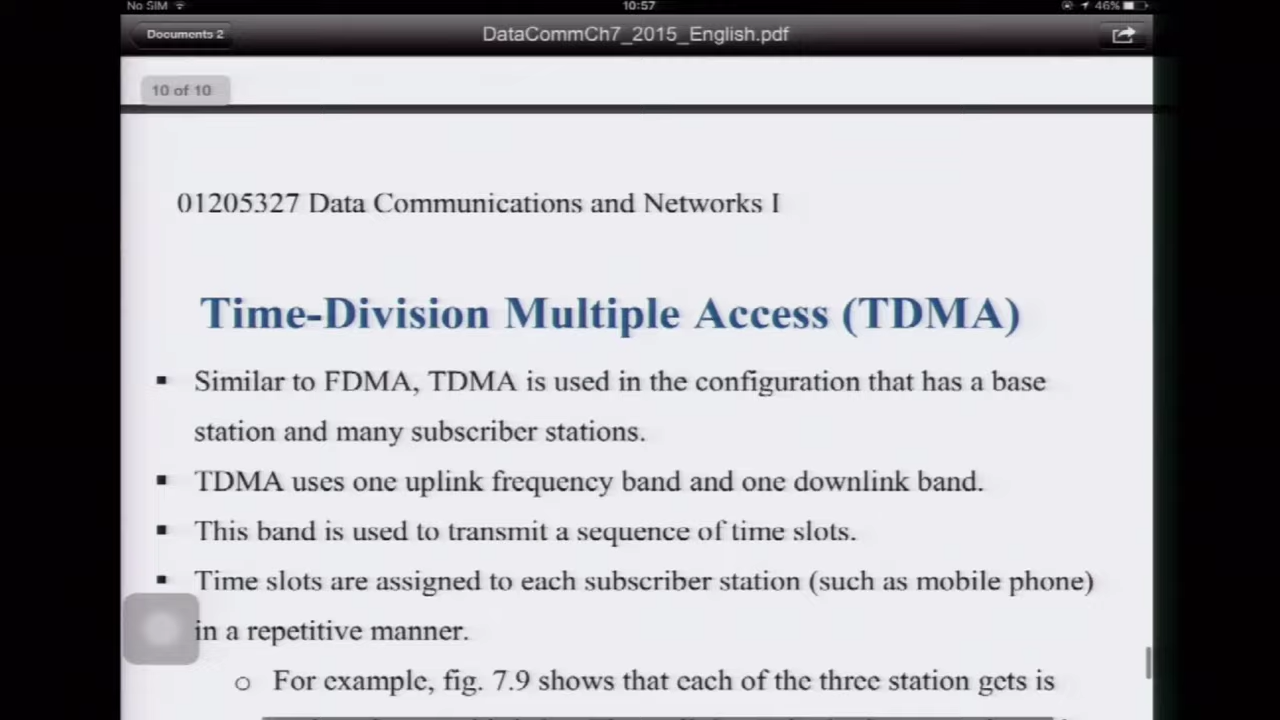 No SIM 10:57 46%
Documents 2 DataCommCh7_2015_English.pdf
10 of 10
01205327 Data Communications and Networks I
Time-Division Multiple Access (TDMA)
▪ Similar to FDMA, TDMA is used in the configuration that has a base
station and many subscriber stations.
▪ TDMA uses one uplink frequency band and one downlink band.
▪ This band is used to transmit a sequence of time slots.
▪ Time slots are assigned to each subscriber station (such as mobile phone)
in a repetitive manner.
o For example, fig. 7.9 shows that each of the three station gets is